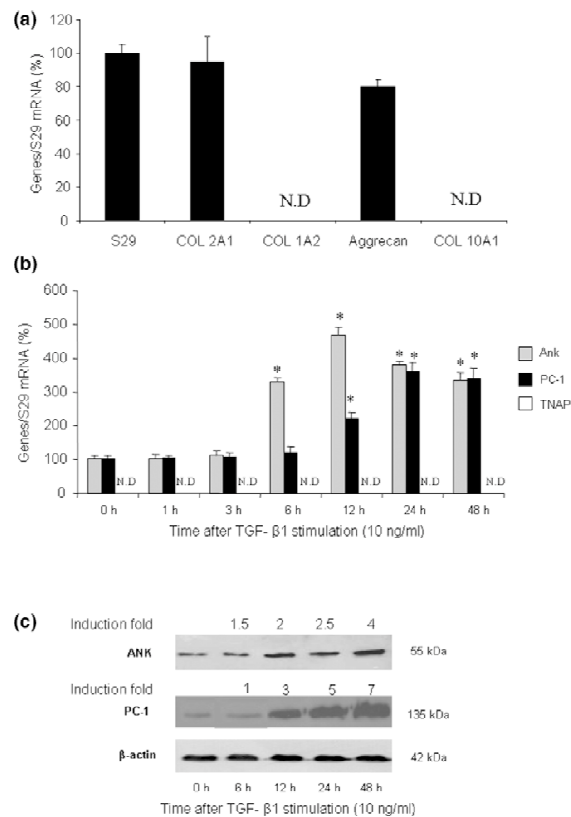 (a)
Genes/S29 mRNA (%)
120
100
80
60
40
20
0
N.D
N.D
S29
COL 2A1
COL 1A2
Aggrecan
COL 10A1
(b)
Genes/S29 mRNA (%)
600
500
400
300
200
100
0
*
*
*
* *
* *
N.D
N.D
N.D
N.D
N.D
N.D
N.D
0 h
1 h
3 h
6 h
12 h
24 h
48 h
Time after TGF- β1 stimulation (10 ng/ml)
Ank
PC-1
TNAP
(c)
Induction fold 1.5 2 2.5 4
ANK 55 kDa
Induction fold 1 3 5 7
PC-1 135 kDa
β-actin 42 kDa
0 h 6 h 12 h 24 h 48 h
Time after TGF- β1 stimulation (10 ng/ml)